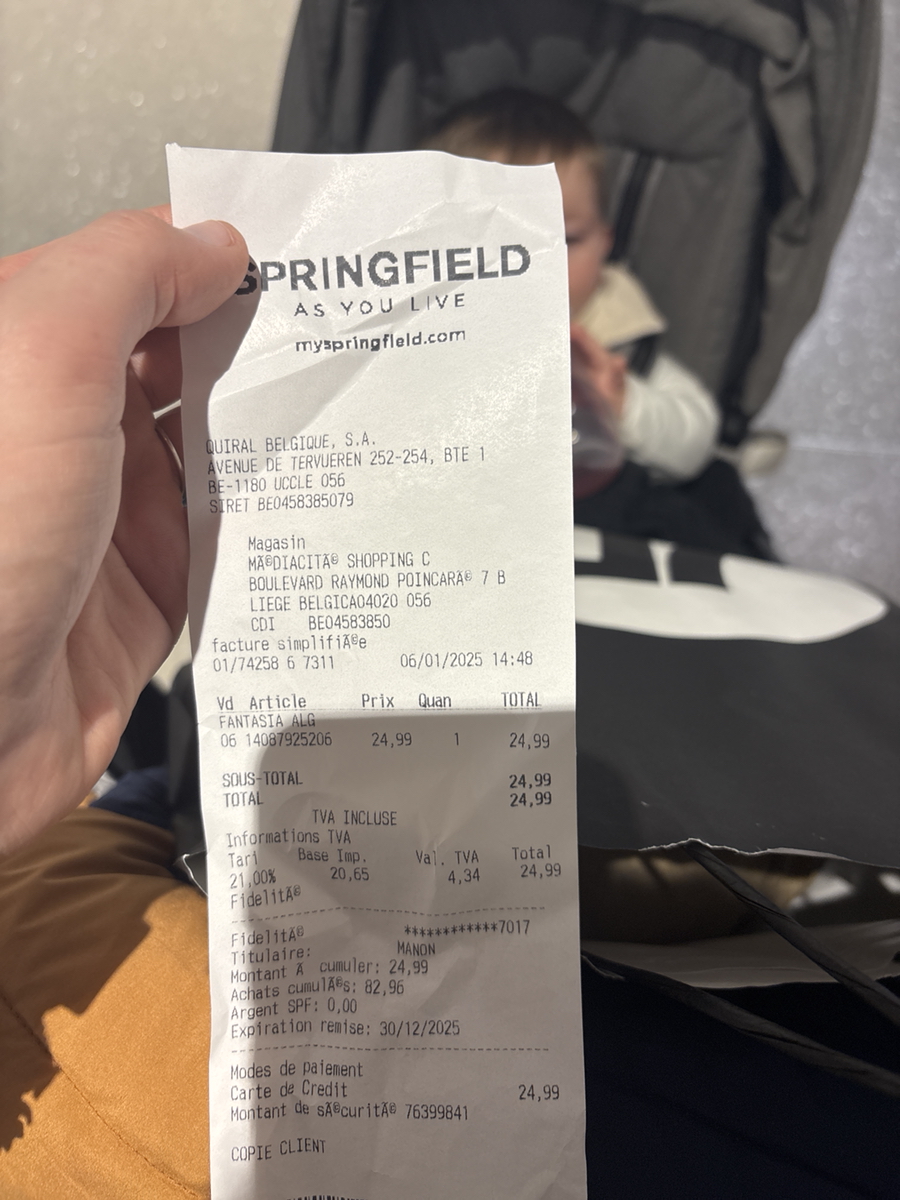 SPRINGFIELD
AS YOU LIVE
myspringfield.com
QUIRAL BELGIQUE, S.A.
AVENUE DE TERVUEREN 252-254, BTE 1
BE-1180 UCCLE 056
SIRET BE0458385079
Magasin
MÃ©DIACITÃ© SHOPPING C
BOULEVARD RAYMOND POINCARÃ© 7 B
LIEGE BELGICA04020 056
CDI BE04583850
facture simplifiÃ©e
01/74258 6 7311 06/01/2025 14:48
Vd Article Prix Quan TOTAL
FANTASIA ALG
06 14087925206 24,99 1 24,99
SOUS-TOTAL 24,99
TOTAL 24,99
TVA INCLUSE
Informations TVA
Tari Base Imp. Val. TVA Total
21,00% 20,65 4,34 24,99
FidelitÃ©
FidelitÃ© ************7017
Titulaire: MANON
Montant Ã cumuler: 24,99
Achats cumulÃ©s: 82,96
Argent SPF: 0,00
Expiration remise: 30/12/2025
Modes de paiement
Carte de Credit 24,99
Montant de sÃ©curitÃ© 76399841
COPIE CLIENT